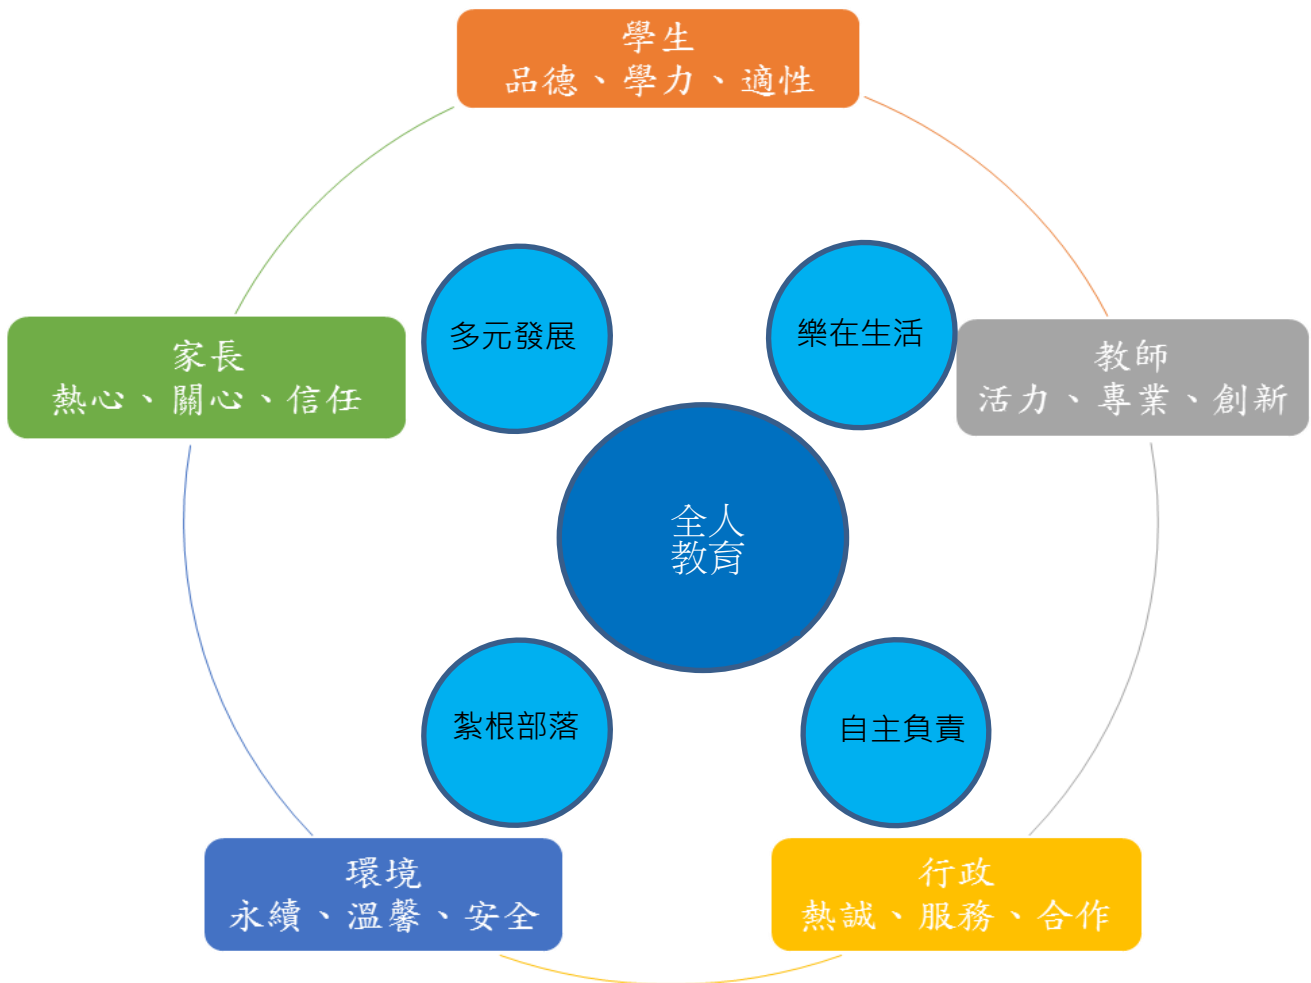 學生
品德、學力、適性
多元發展
樂在生活
家長
熱心、關心、信任
教師
活力、專業、創新
全人
教育
紮根部落
自主負責
環境
永續、溫馨、安全
行政
熱誠、服務、合作